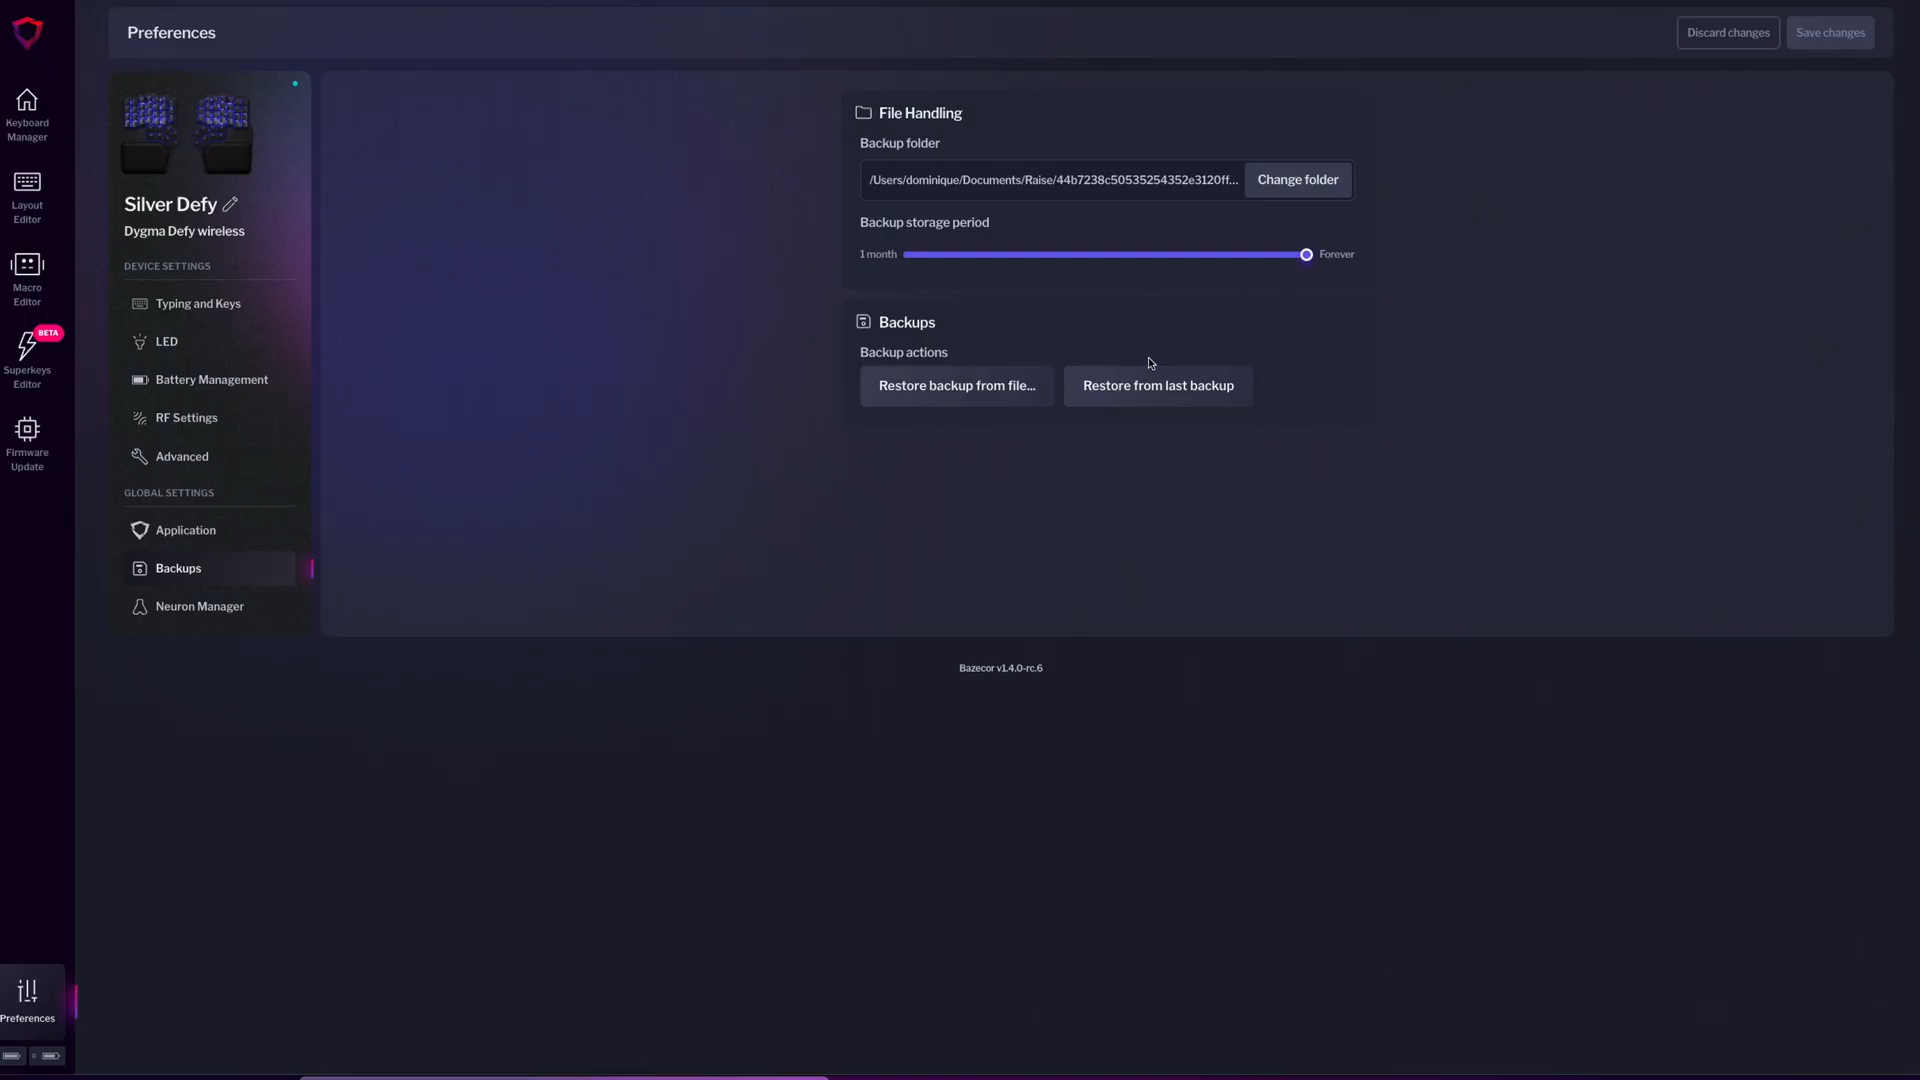 Preferences
Discard changes
Save changes
Keyboard
Manager
Layout
Editor
Macro
Editor
BETA
Superkeys
Editor
Firmware
Update
Preferences
Silver Defy
Dygma Defy wireless
DEVICE SETTINGS
Typing and Keys
LED
Battery Management
RF Settings
Advanced
GLOBAL SETTINGS
Application
Backups
Neuron Manager
File Handling
Backup folder
/Users/dominique/Documents/Raise/44b7238c50535254352e3120ff...
Change folder
Backup storage period
1 month
Forever
Backups
Backup actions
Restore backup from file...
Restore from last backup
Bazecor v1.4.0-rc.6